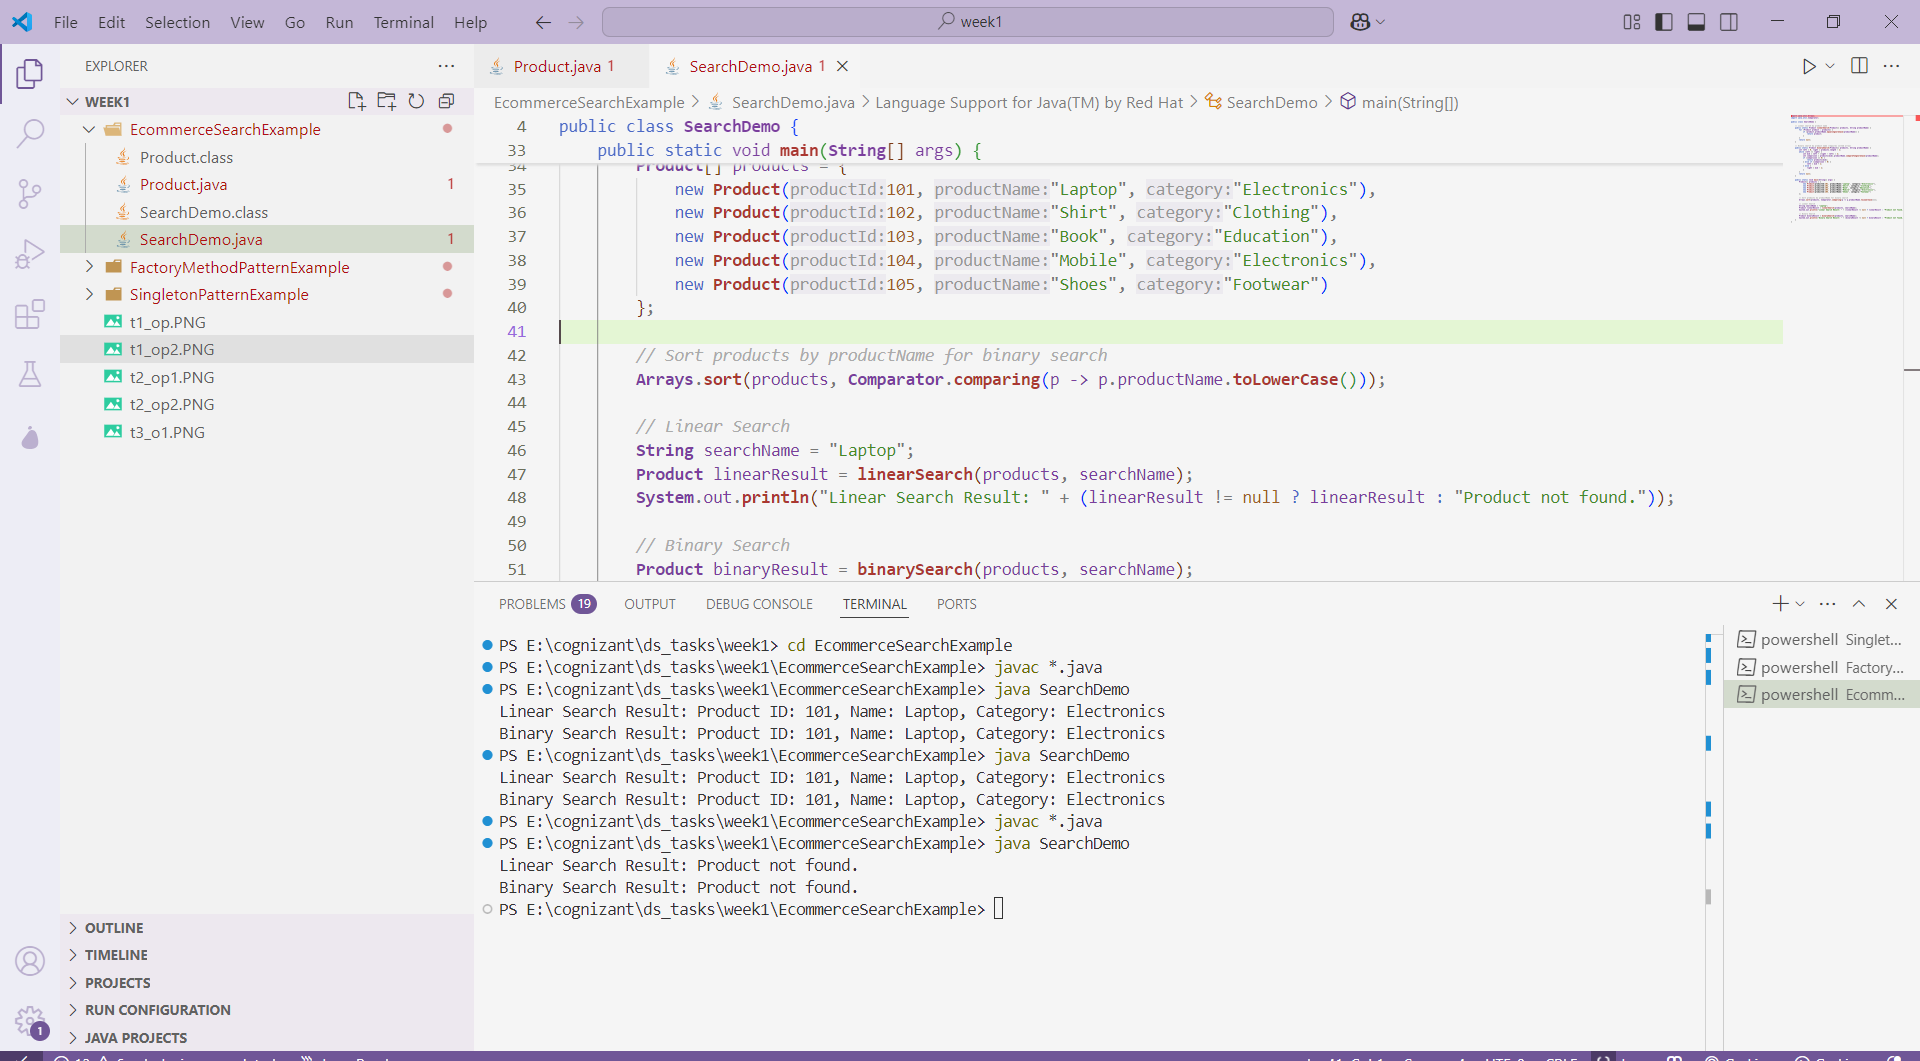 File Edit Selection View Go Run Terminal Help week1
EXPLORER
WEEK1
EcommerceSearchExample
Product.class
Product.java 1
SearchDemo.class
SearchDemo.java 1
FactoryMethodPatternExample
SingletonPatternExample
t1_op.PNG
t1_op2.PNG
t2_op1.PNG
t2_op2.PNG
t3_o1.PNG
OUTLINE
TIMELINE
PROJECTS
RUN CONFIGURATION
JAVA PROJECTS
1
Product.java 1 SearchDemo.java 1
EcommerceSearchExample > SearchDemo.java > Language Support for Java(TM) by Red Hat > SearchDemo > main(String[])
4 public class SearchDemo {
33 public static void main(String[] args) {
34 Product[] products = {
35 new Product(productId:101, productName:"Laptop", category:"Electronics"),
36 new Product(productId:102, productName:"Shirt", category:"Clothing"),
37 new Product(productId:103, productName:"Book", category:"Education"),
38 new Product(productId:104, productName:"Mobile", category:"Electronics"),
39 new Product(productId:105, productName:"Shoes", category:"Footwear")
40 };
41
42 // Sort products by productName for binary search
43 Arrays.sort(products, Comparator.comparing(p -> p.productName.toLowerCase()));
44
45 // Linear Search
46 String searchName = "Laptop";
47 Product linearResult = linearSearch(products, searchName);
48 System.out.println("Linear Search Result: " + (linearResult != null ? linearResult : "Product not found."));
49
50 // Binary Search
51 Product binaryResult = binarySearch(products, searchName);
PROBLEMS 19 OUTPUT DEBUG CONSOLE TERMINAL PORTS
PS E:\cognizant\ds_tasks\week1> cd EcommerceSearchExample
PS E:\cognizant\ds_tasks\week1\EcommerceSearchExample> javac *.java
PS E:\cognizant\ds_tasks\week1\EcommerceSearchExample> java SearchDemo
Linear Search Result: Product ID: 101, Name: Laptop, Category: Electronics
Binary Search Result: Product ID: 101, Name: Laptop, Category: Electronics
PS E:\cognizant\ds_tasks\week1\EcommerceSearchExample> java SearchDemo
Linear Search Result: Product ID: 101, Name: Laptop, Category: Electronics
Binary Search Result: Product ID: 101, Name: Laptop, Category: Electronics
PS E:\cognizant\ds_tasks\week1\EcommerceSearchExample> javac *.java
PS E:\cognizant\ds_tasks\week1\EcommerceSearchExample> java SearchDemo
Linear Search Result: Product not found.
Binary Search Result: Product not found.
PS E:\cognizant\ds_tasks\week1\EcommerceSearchExample>
powershell Singlet...
powershell Factory...
powershell Ecomm...